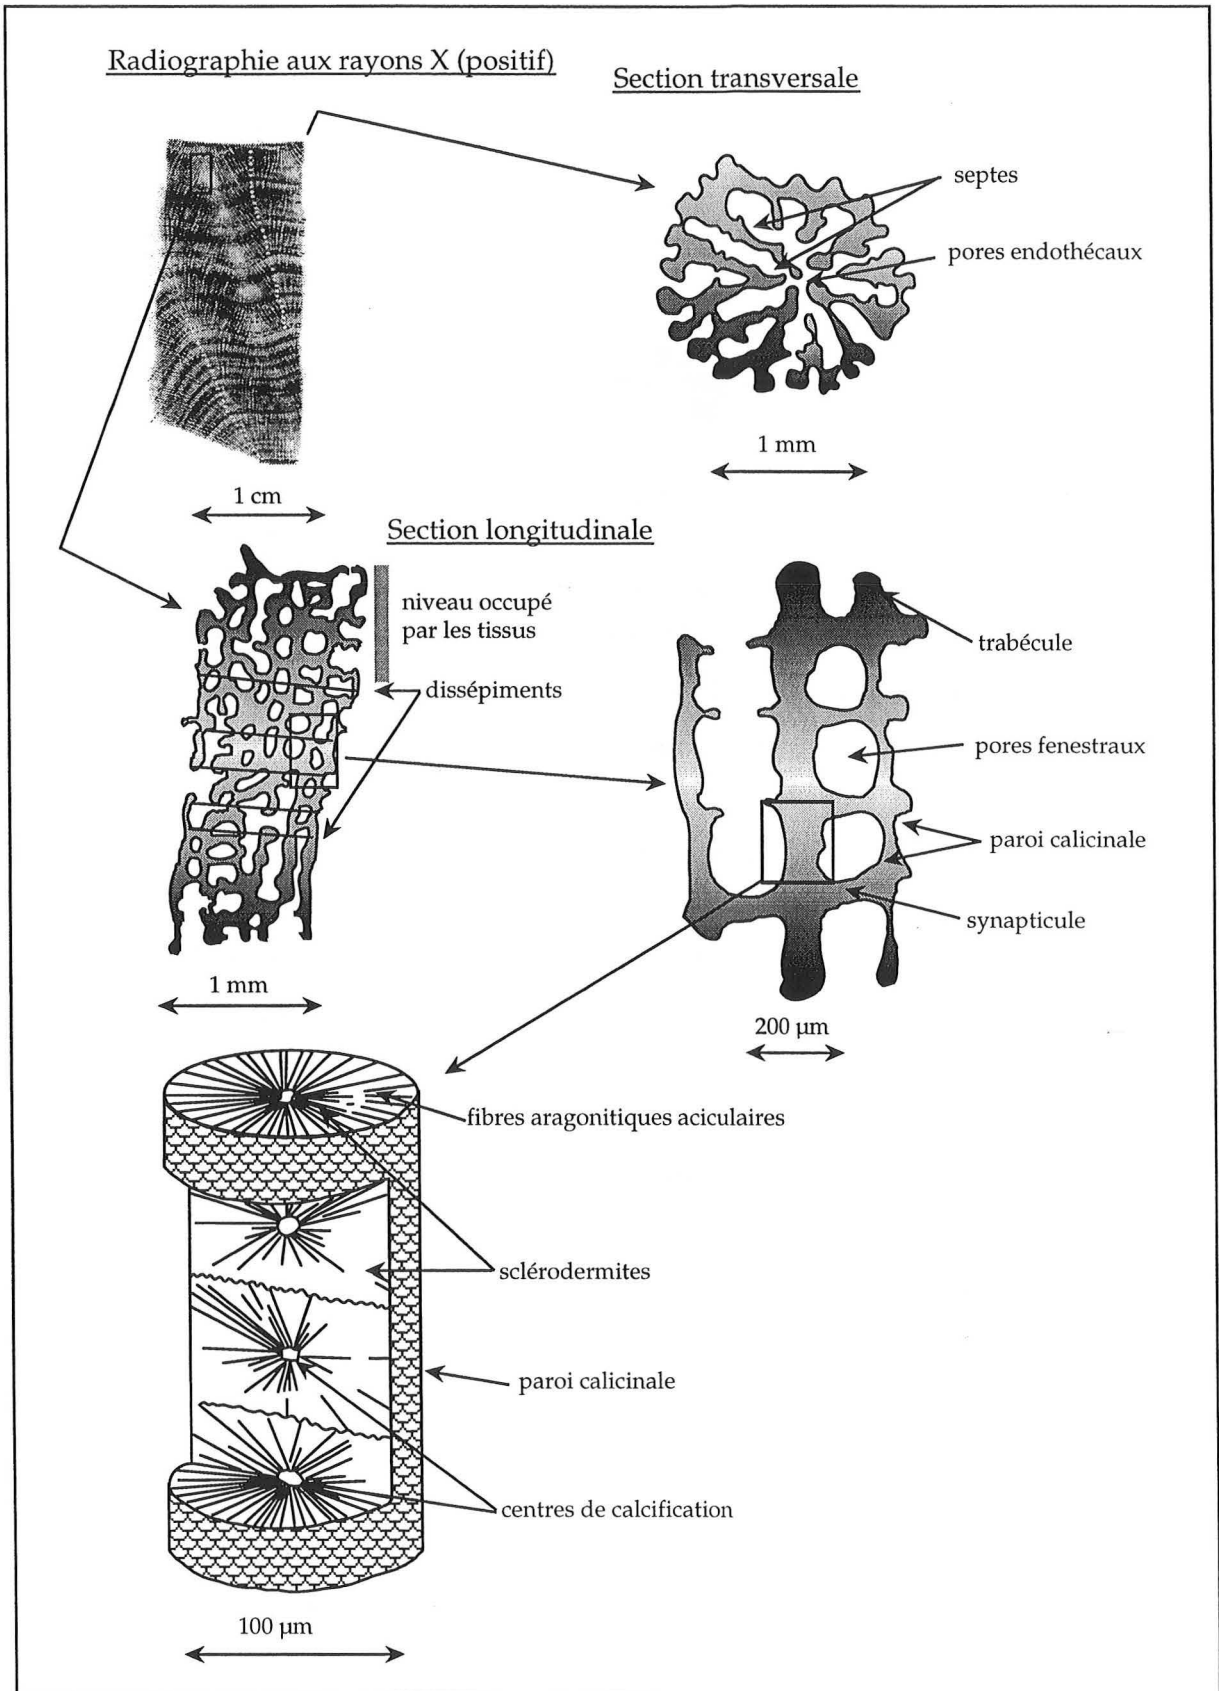 Radiographie aux rayons X (positif)
Section transversale
septes
pores endothécaux
1 mm
1 cm
Section longitudinale
niveau occupé
par les tissus
dissépiments
trabécule
pores fenestraux
paroi calicinale
synapticule
1 mm
200 µm
fibres aragonitiques aciculaires
sclérodermites
paroi calicinale
centres de calcification
100 µm